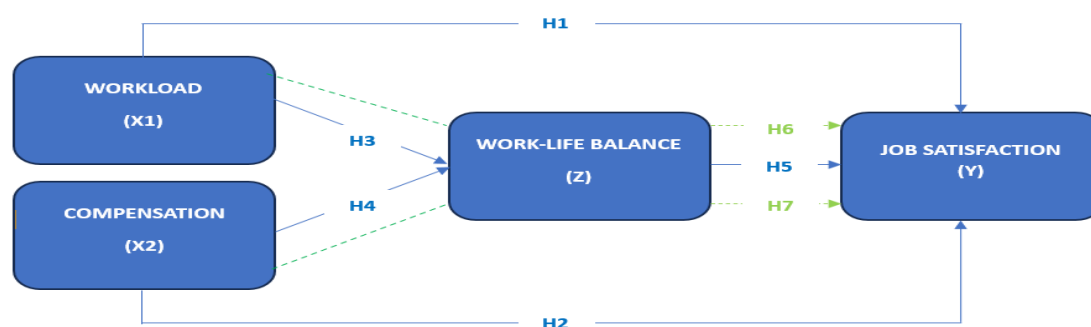 H1
WORKLOAD
(X1)
H3
WORK-LIFE BALANCE
(Z)
H6
H5
H7
JOB SATISFACTION
(Y)
COMPENSATION
(X2)
H4
H2